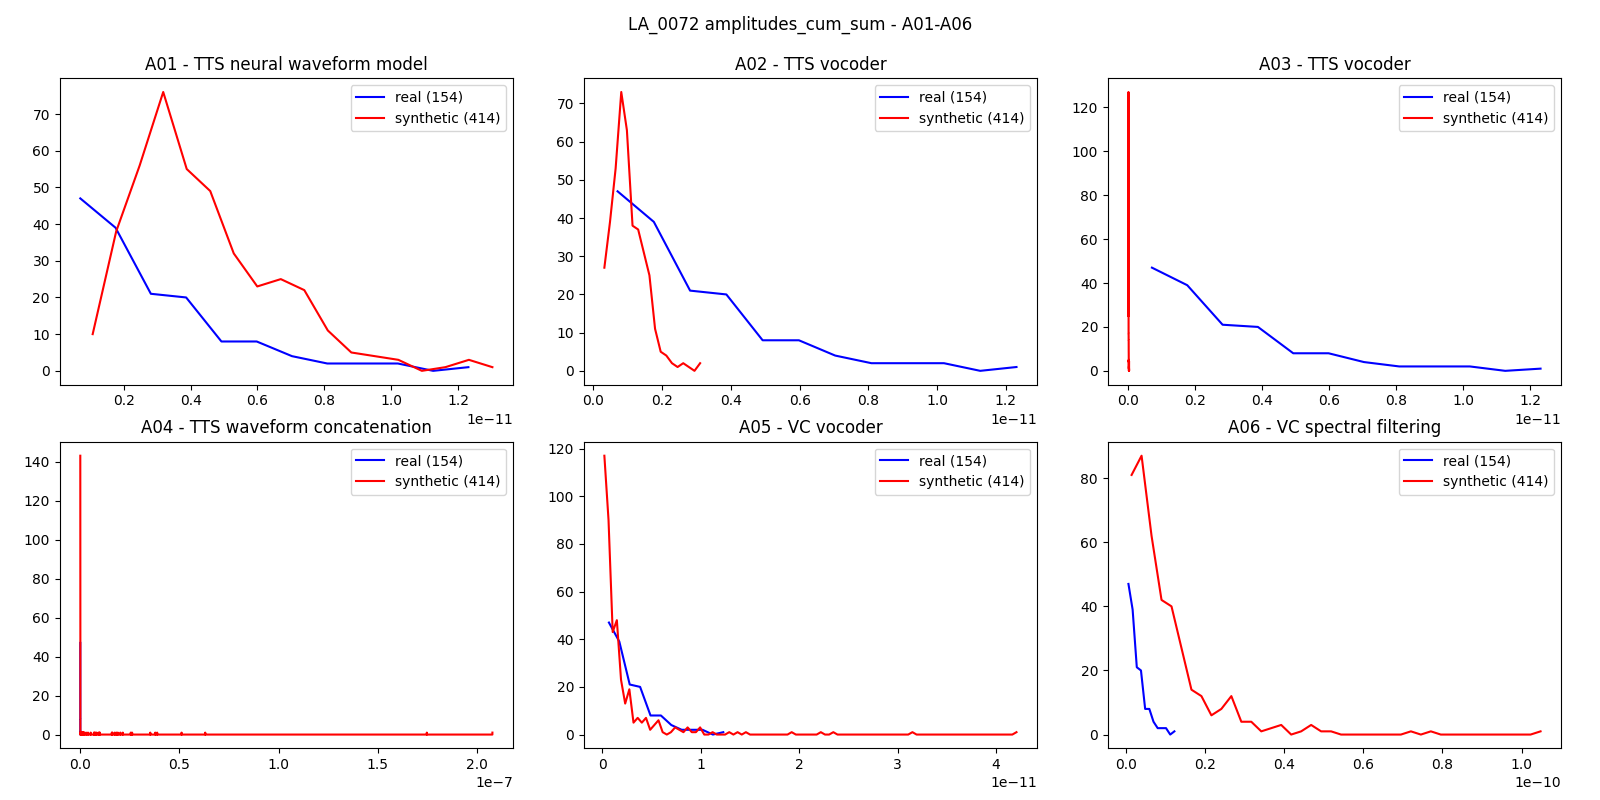 LA_0072 amplitudes_cum_sum - A01-A06
A01 - TTS neural waveform model
real (154)
synthetic (414)
70
60
50
40
30
20
10
0
0.2 0.4 0.6 0.8 1.0 1.2
1e−11
A02 - TTS vocoder
real (154)
synthetic (414)
70
60
50
40
30
20
10
0
0.0 0.2 0.4 0.6 0.8 1.0 1.2
1e−11
A03 - TTS vocoder
real (154)
synthetic (414)
120
100
80
60
40
20
0
0.0 0.2 0.4 0.6 0.8 1.0 1.2
1e−11
A04 - TTS waveform concatenation
real (154)
synthetic (414)
140
120
100
80
60
40
20
0
0.0 0.5 1.0 1.5 2.0
1e−7
A05 - VC vocoder
real (154)
synthetic (414)
120
100
80
60
40
20
0
0 1 2 3 4
1e−11
A06 - VC spectral filtering
real (154)
synthetic (414)
80
60
40
20
0
0.0 0.2 0.4 0.6 0.8 1.0
1e−10